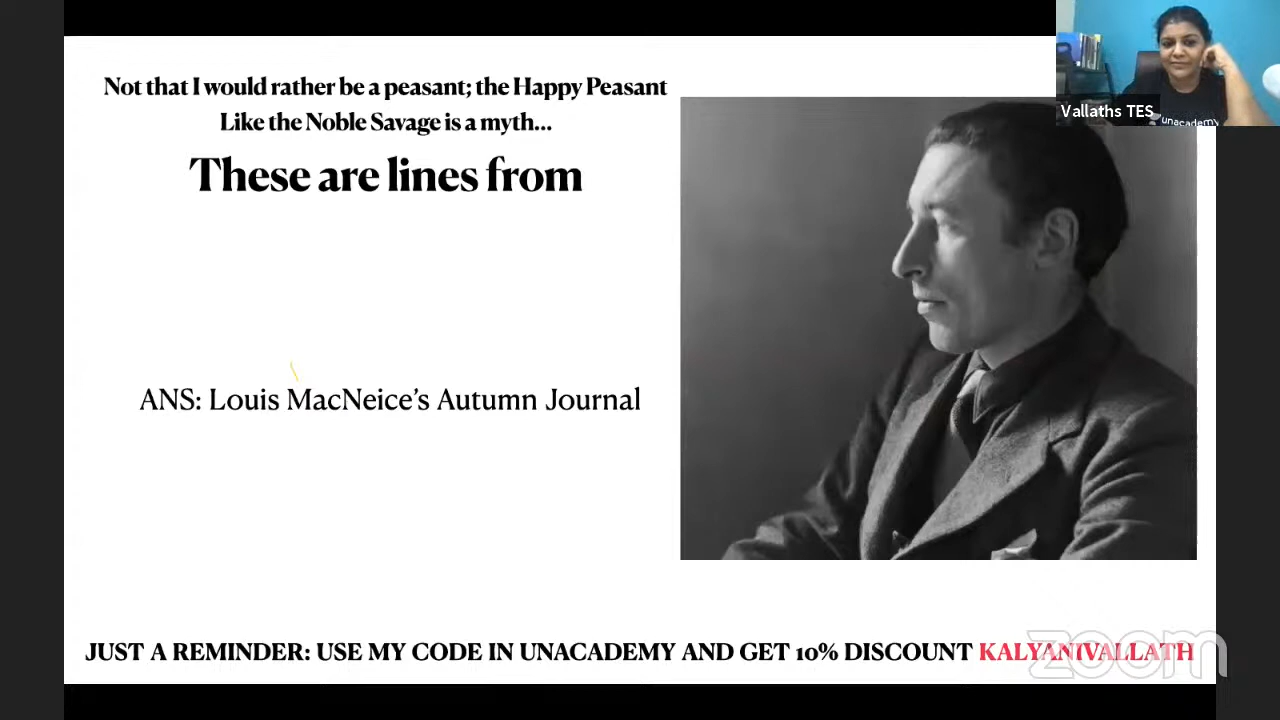 Not that I would rather be a peasant; the Happy Peasant
Like the Noble Savage is a myth...
These are lines from
ANS: Louis MacNeice's Autumn Journal
JUST A REMINDER: USE MY CODE IN UNACADEMY AND GET 10% DISCOUNT KALYANIVALLATH
zoom
Vallaths TES
unacademy